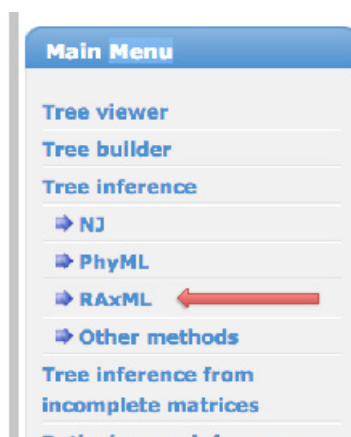 Main Menu
Tree viewer
Tree builder
Tree inference
NJ
PhyML
RAxML
Other methods
Tree inference from
incomplete matrices